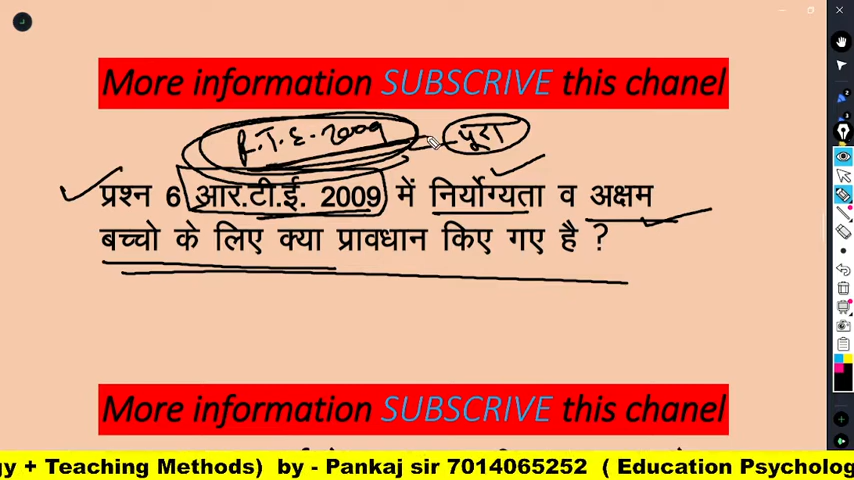 More information SUBSCRIVE this chanel
R.T.E. 2009 पूरा
प्रश्न 6 आर.टी.ई. 2009 में निर्योग्यता व अक्षम
बच्चो के लिए क्या प्रावधान किए गए है ?
More information SUBSCRIVE this chanel
gy + Teaching Methods) by - Pankaj sir 7014065252 ( Education Psycholog